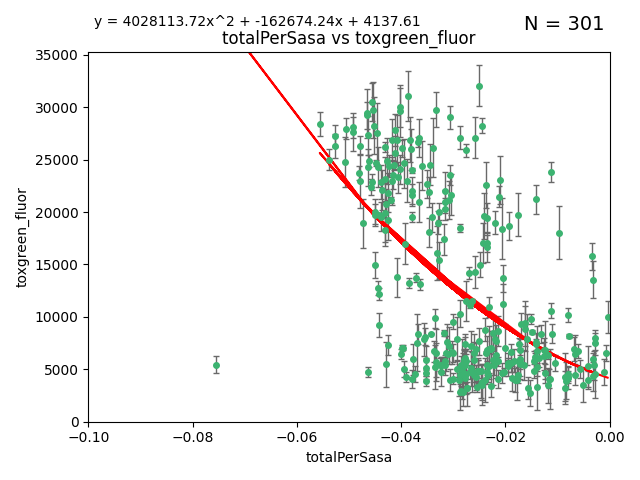 y = 4028113.72x^2 + -162674.24x + 4137.61
N = 301
totalPerSasa vs toxgreen_fluor
35000
30000
25000
20000
15000
10000
5000
0
toxgreen_fluor
−0.10 −0.08 −0.06 −0.04 −0.02 0.00
totalPerSasa